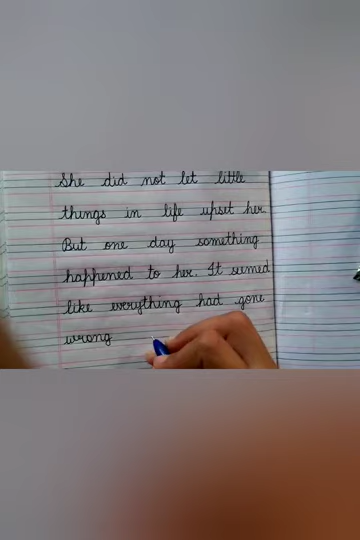 She did not let little
things in life upset her.
But one day something
happened to her. It seemed
like everything had gone
wrong